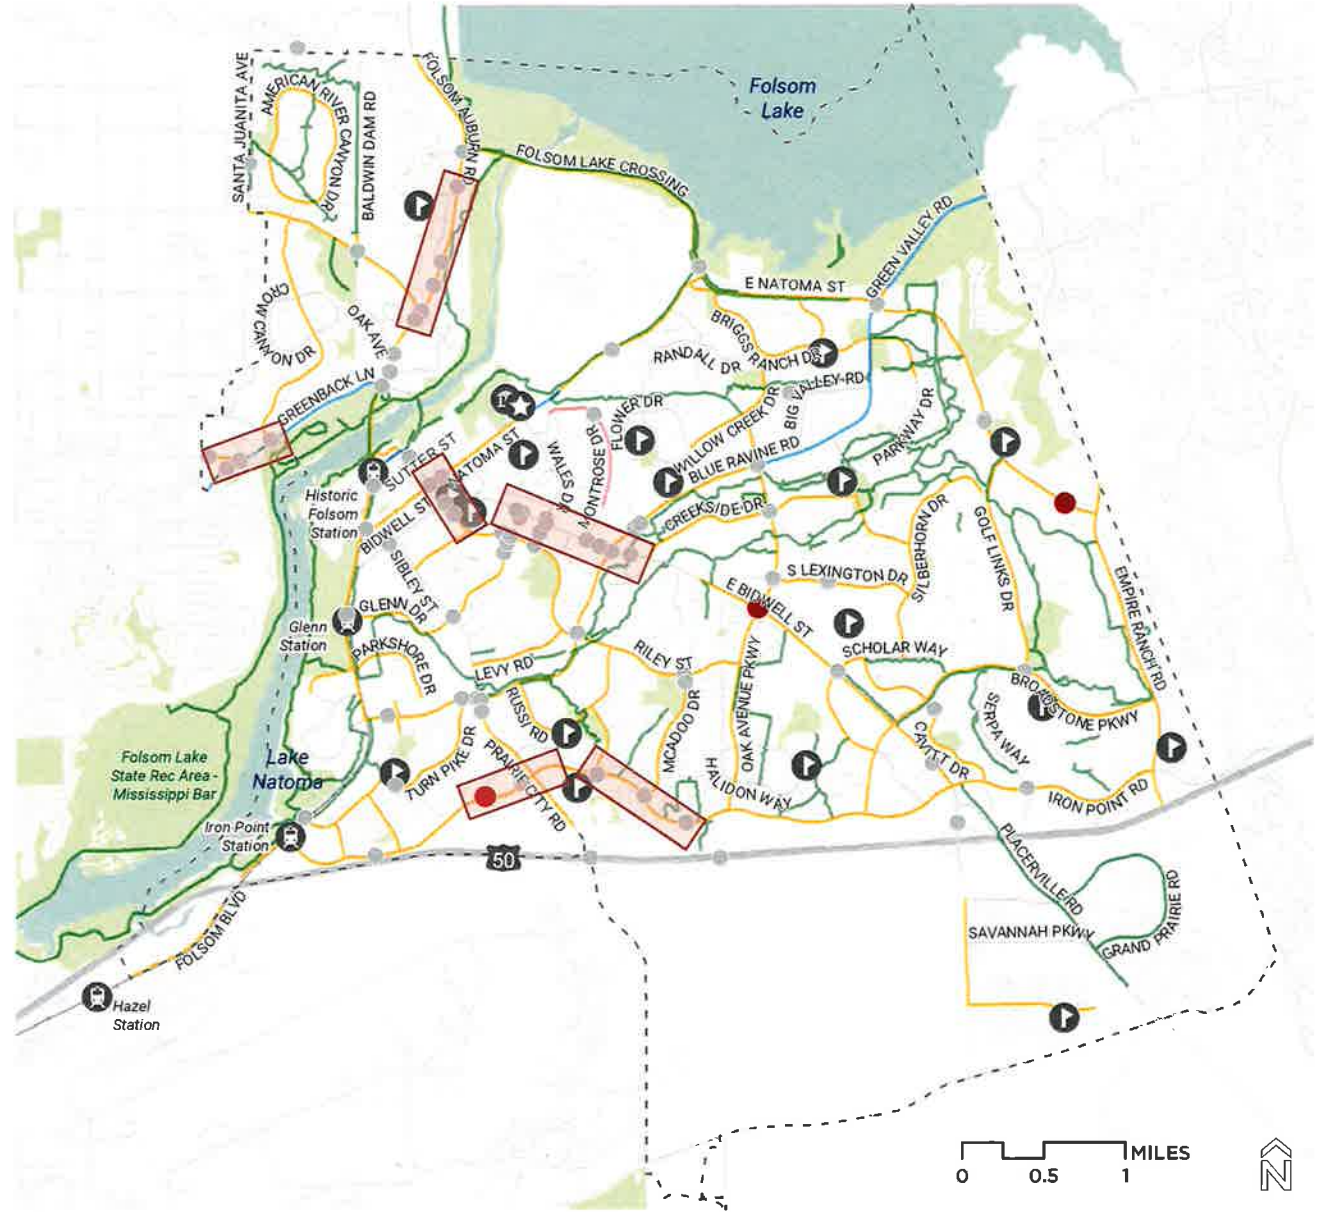 Folsom
Lake
SANTA JUANITA AVE
AMERICAN RIVER CANYON DR
BALDWIN DAM RD
FOLSOM AUBURN RD
FOLSOM LAKE CROSSING
GREEN VALLEY RD
E NATOMA ST
CROW CANYON DR
OAK AVE
GREENBACK LN
BRIGGS RANCH DR
RANDALL DR
BIG VALLEY RD
WILLOW CREEK DR
FLOWER DR
PARKWAY DR
BLUE RAVINE RD
SUTTER ST
NATOMA ST
WALES DR
MONTROSE DR
Historic
Folsom
Station
BIDWELL ST
CREEKSIDE DR
SILBERHORN DR
GOLF LINKS DR
SIBLEY ST
S LEXINGTON DR
EMPIRE RANCH RD
GLENN DR
Glenn
Station
E BIDWELL ST
PARKSHORE DR
LEVY RD
RILEY ST
OAK AVENUE PKWY
SCHOLAR WAY
BROADSTONE PKWY
RUSSI RD
MCADOO DR
SERPA WAY
CAVITT DR
Folsom Lake
State Rec Area -
Mississippi Bar
Lake
Natoma
TURN PIKE DR
PRAIRIE CITY RD
HALIDON WAY
IRON POINT RD
Iron Point
Station
50
PLACERVILLE RD
FOLSOM BLVD
SAVANNAH PKWY
GRAND PRAIRIE RD
Hazel
Station
MILES
0 0.5 1
N